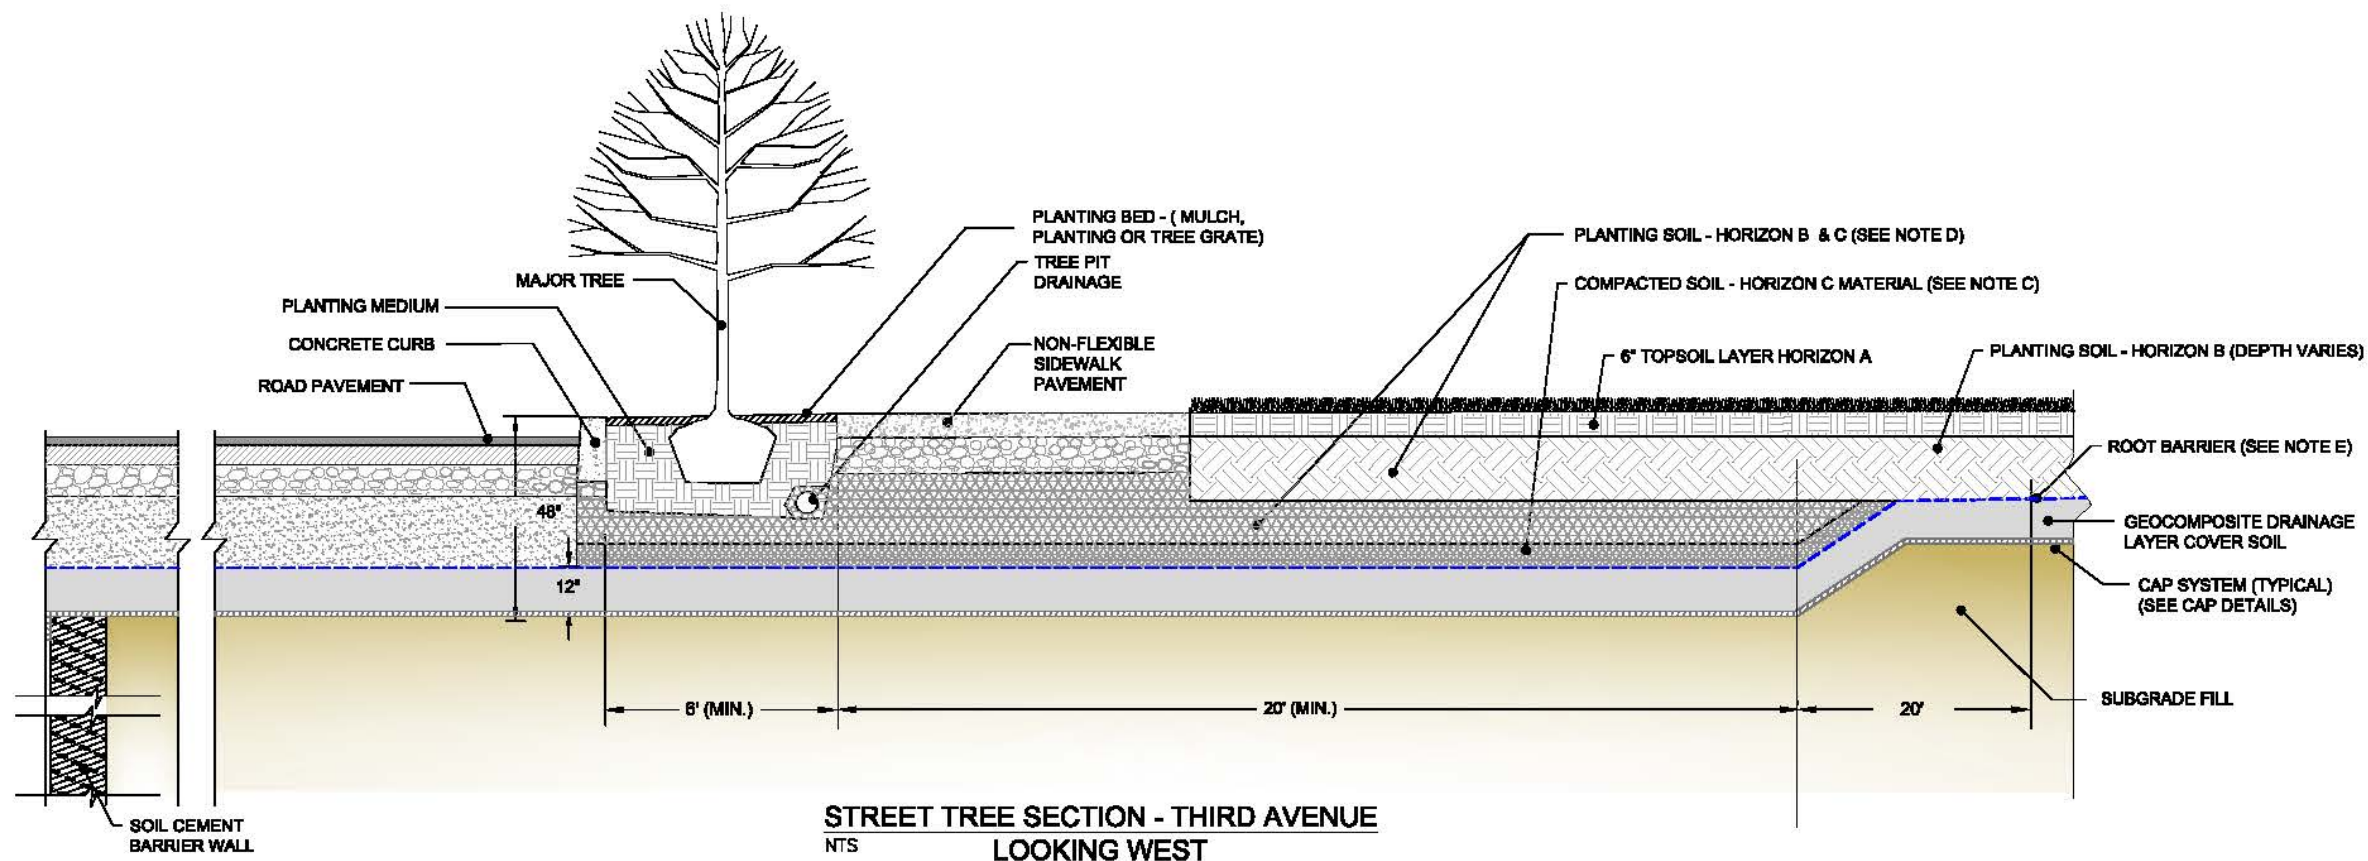 PLANTING BED - ( MULCH,
PLANTING OR TREE GRATE)
TREE PIT
DRAINAGE
MAJOR TREE
PLANTING MEDIUM
CONCRETE CURB
ROAD PAVEMENT
NON-FLEXIBLE
SIDEWALK
PAVEMENT
PLANTING SOIL - HORIZON B & C (SEE NOTE D)
COMPACTED SOIL - HORIZON C MATERIAL (SEE NOTE C)
6" TOPSOIL LAYER HORIZON A
PLANTING SOIL - HORIZON B (DEPTH VARIES)
ROOT BARRIER (SEE NOTE E)
GEOCOMPOSITE DRAINAGE
LAYER COVER SOIL
CAP SYSTEM (TYPICAL)
(SEE CAP DETAILS)
SUBGRADE FILL
48"
12"
6' (MIN.)
20' (MIN.)
20'
SOIL CEMENT
BARRIER WALL
STREET TREE SECTION - THIRD AVENUE
NTS
LOOKING WEST